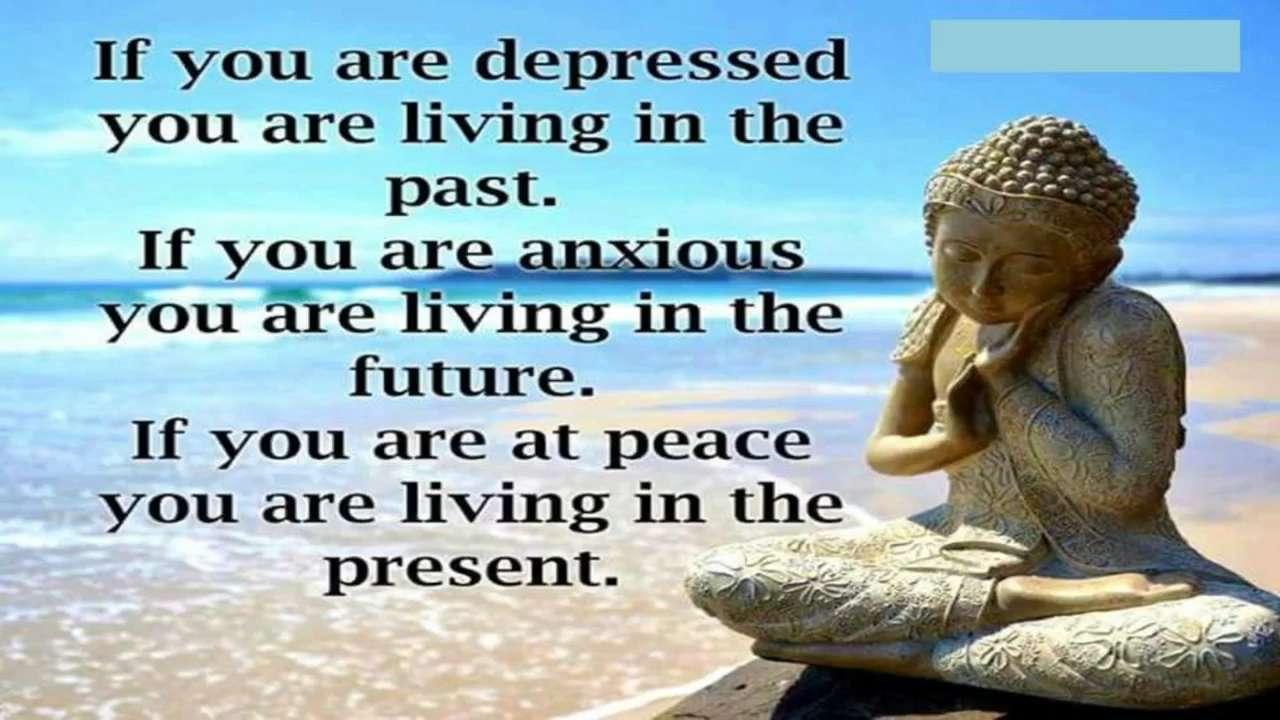 If you are depressed
you are living in the
past.
If you are anxious
you are living in the
future.
If you are at peace
you are living in the
present.